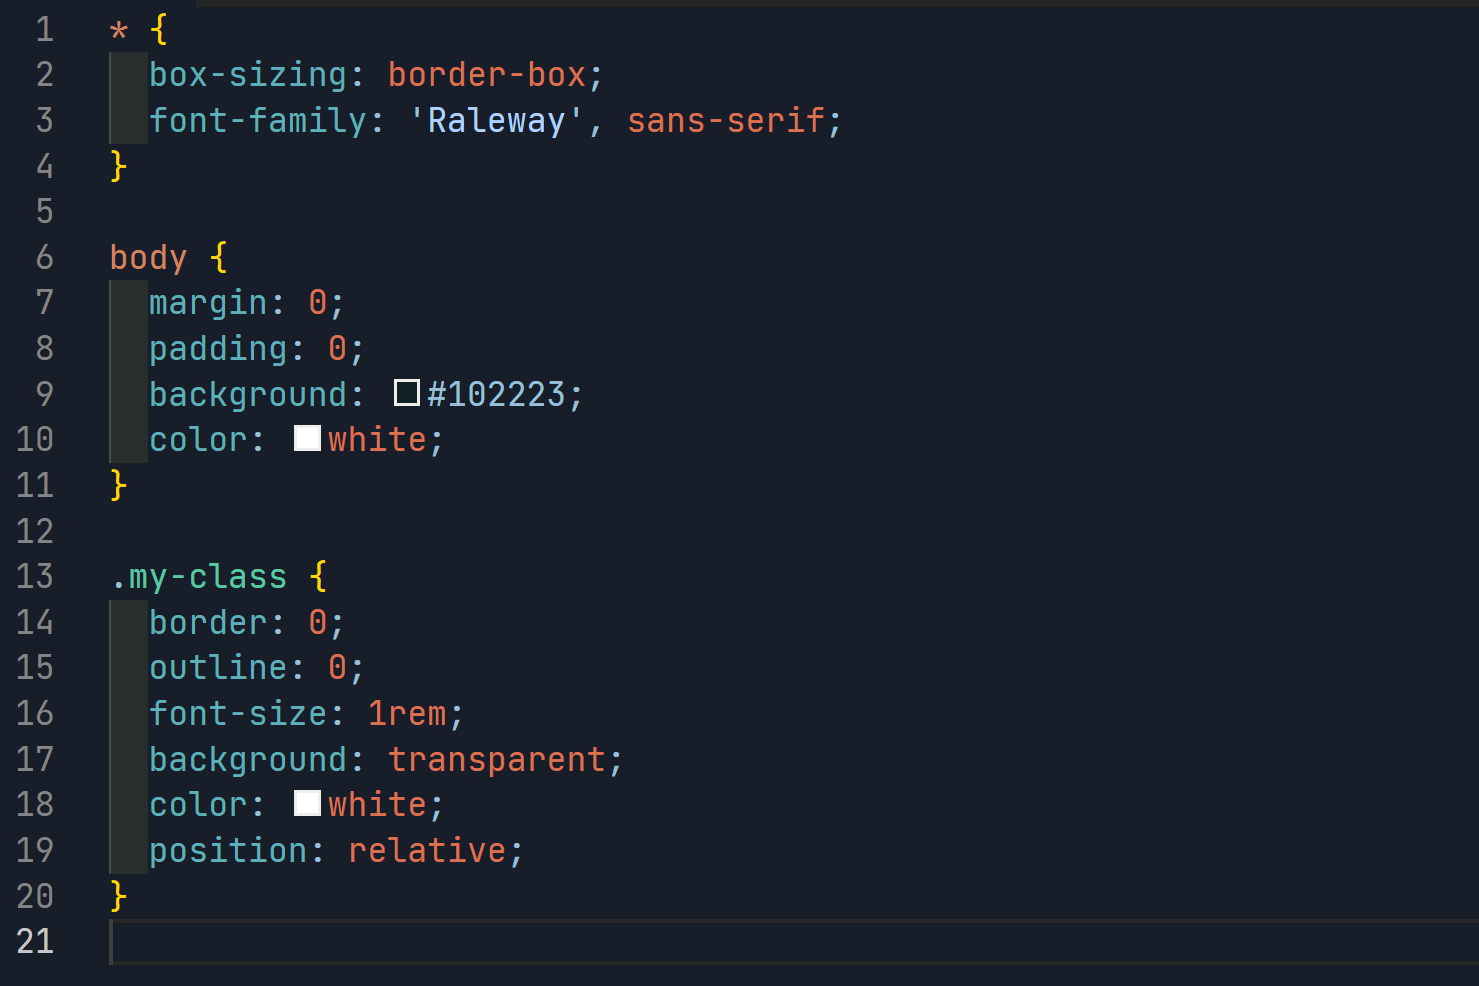 1 * {
2   box-sizing: border-box;
3   font-family: 'Raleway', sans-serif;
4 }
5
6 body {
7   margin: 0;
8   padding: 0;
9   background: #102223;
10   color: white;
11 }
12
13 .my-class {
14   border: 0;
15   outline: 0;
16   font-size: 1rem;
17   background: transparent;
18   color: white;
19   position: relative;
20 }
21